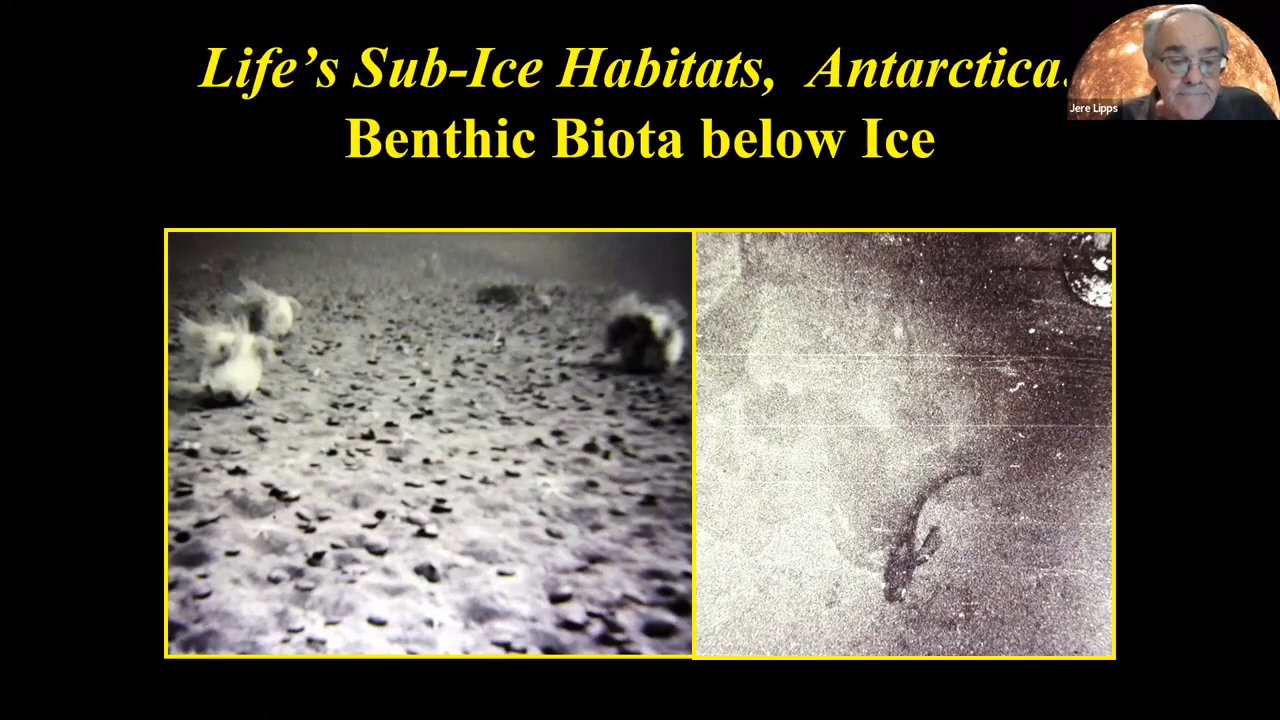 Life's Sub-Ice Habitats, Antarctica.
Benthic Biota below Ice
Jere Lipps